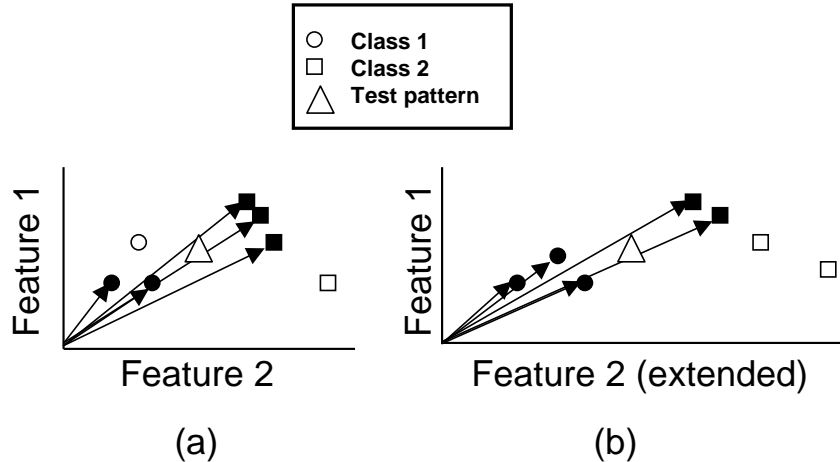 Class 1
Class 2
Test pattern
Feature 1
Feature 2
(a)
Feature 1
Feature 2 (extended)
(b)